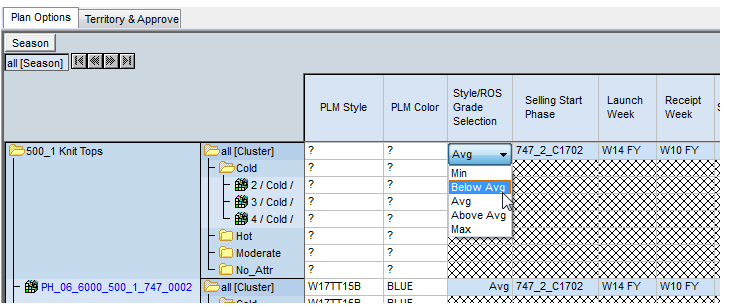 Plan Options Territory & Approve
Season
all [Season]
PLM Style PLM Color Style/ROS Grade Selection Selling Start Phase Launch Week Receipt Week
500_1 Knit Tops all [Cluster] ? ? Avg 747_2_C1702 W14 FY W10 FY
Cold ? ? Min
2 / Cold / ? ? Below Avg
3 / Cold / ? ? Avg
4 / Cold / ? ? Above Avg
Hot ? ? Max
Moderate ? ?
No_Attr ? ?
PH_06_6000_500_1_747_0002 all [Cluster] W17TT15B BLUE Avg 747_2_C1702 W14 FY W10 FY
Cold W17TT15B BLUE